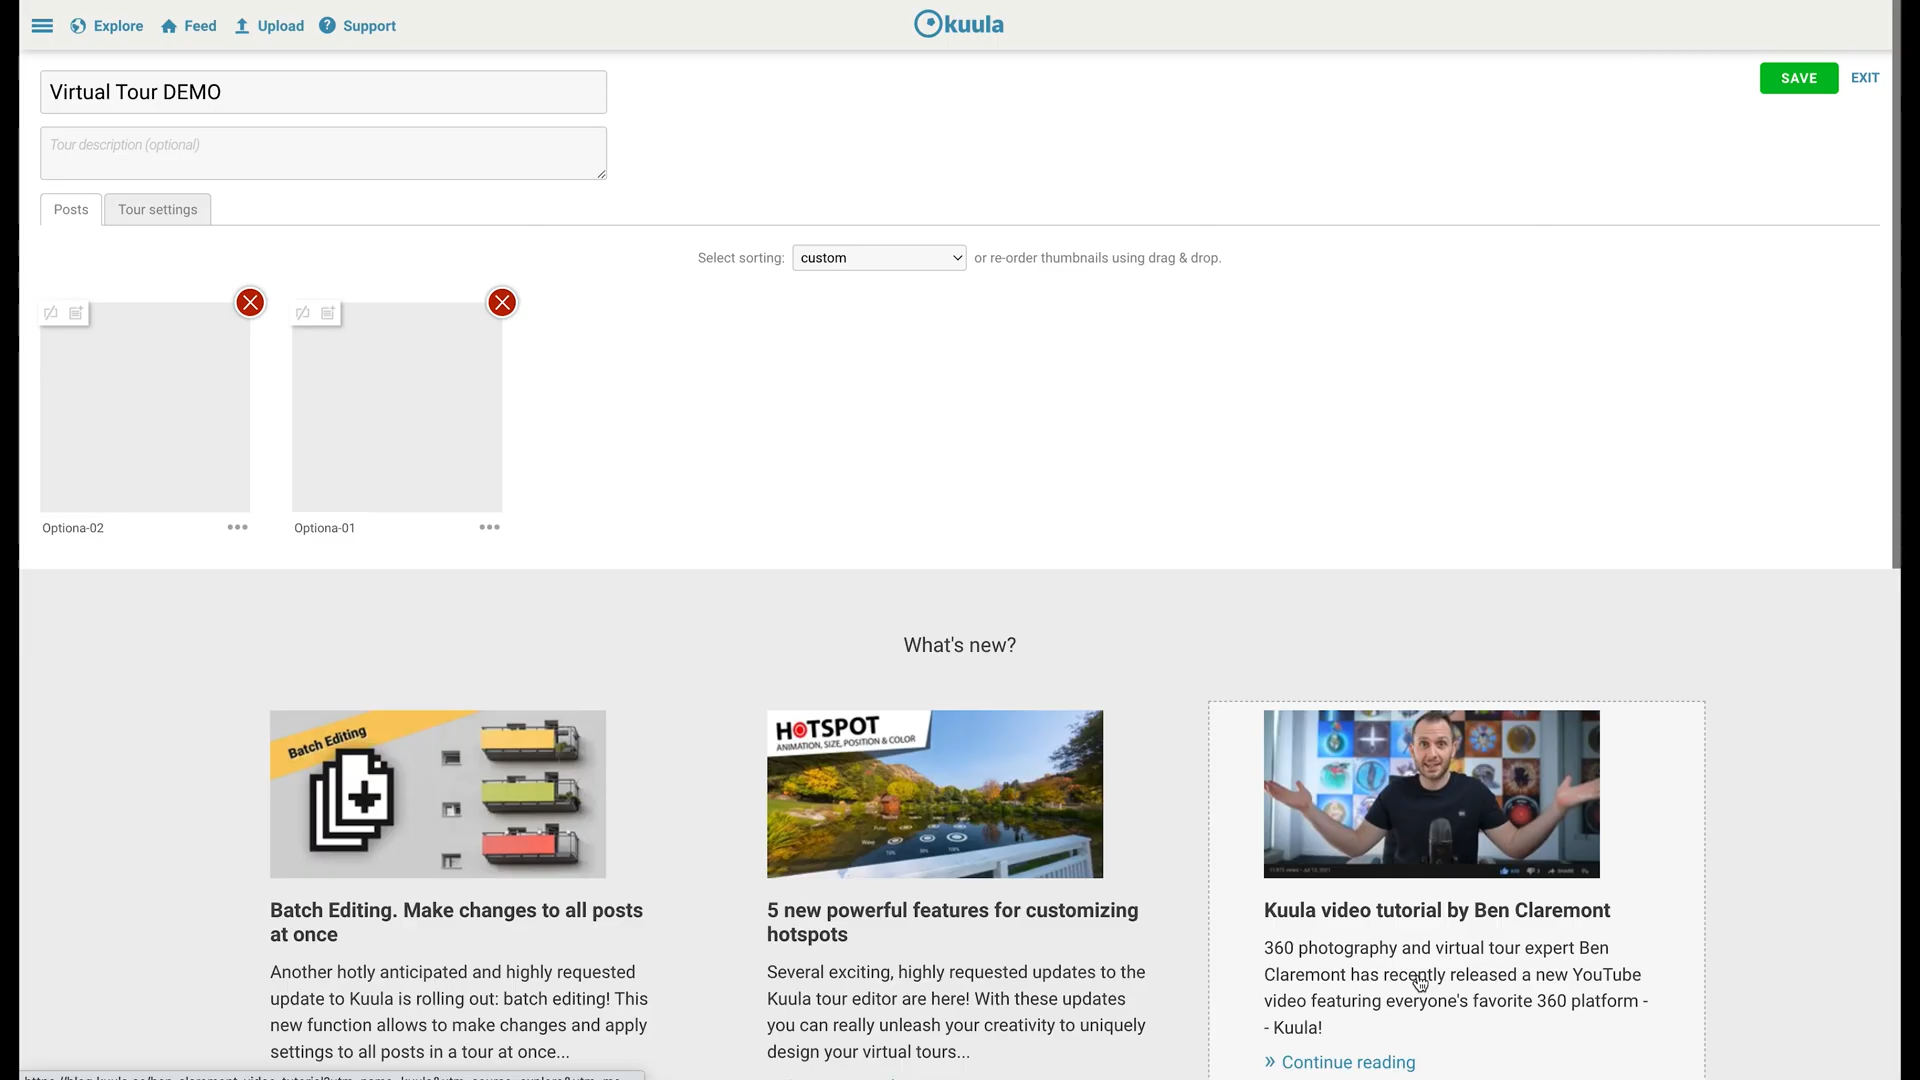 Explore Feed Upload Support
kuula
Virtual Tour DEMO
SAVE EXIT
Tour description (optional)
Posts Tour settings
Select sorting: custom or re-order thumbnails using drag & drop.
Optiona-02 •••
Optiona-01 •••
What's new?
Batch Editing
HOTSPOT
ANIMATION, SIZE, POSITION & COLOR
Batch Editing. Make changes to all posts
at once
Another hotly anticipated and highly requested
update to Kuula is rolling out: batch editing! This
new function allows to make changes and apply
settings to all posts in a tour at once...
5 new powerful features for customizing
hotspots
Several exciting, highly requested updates to the
Kuula tour editor are here! With these updates
you can really unleash your creativity to uniquely
design your virtual tours...
Kuula video tutorial by Ben Claremont
360 photography and virtual tour expert Ben
Claremont has recently released a new YouTube
video featuring everyone's favorite 360 platform -
- Kuula!
» Continue reading